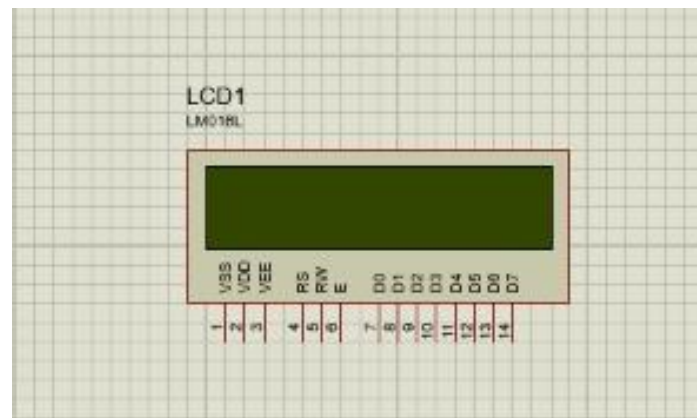 LCD1
LM016L
VSS VDD VEE RS RW E D0 D1 D2 D3 D4 D5 D6 D7
1 2 3 4 5 6 7 8 9 10 11 12 13 14